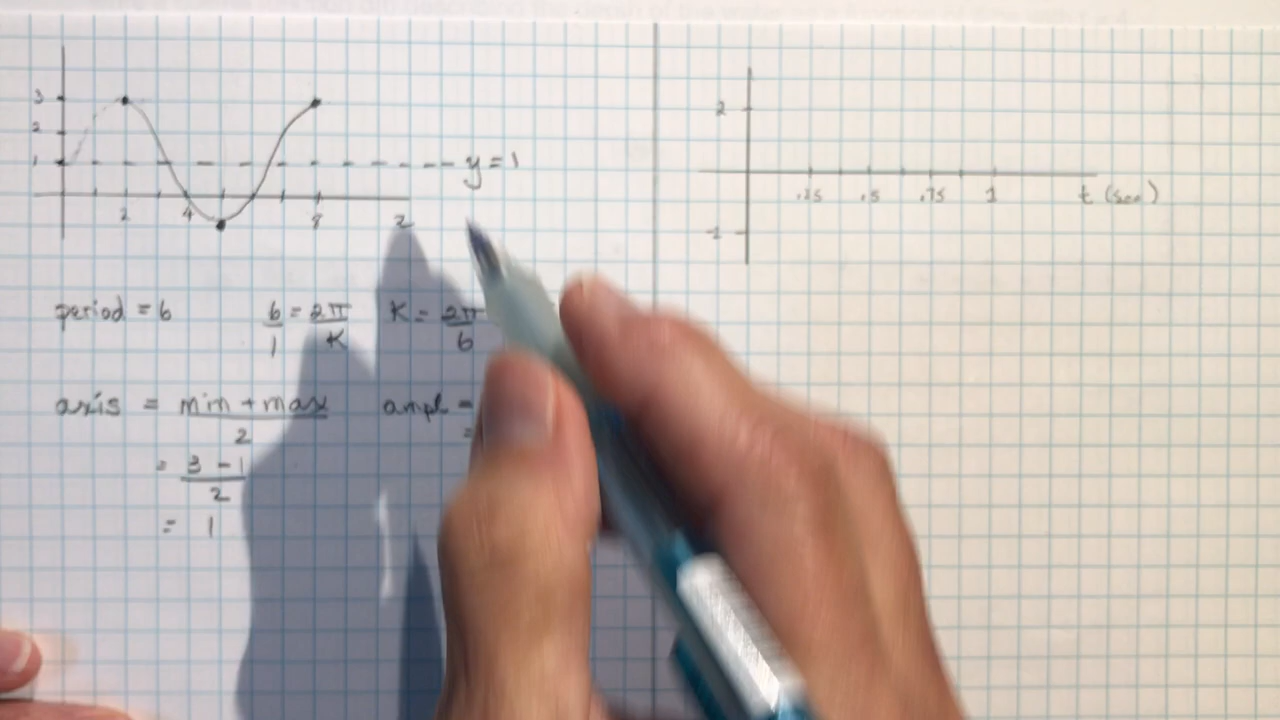 3
2
1
y = 1
2
4
8
2
period = 6
6/1 = 2π/K
K = 2π/6
axis = min + max / 2
ampl =
= 3 - 1 / 2
= 1
2
-1
.25 .5 .75 1 t (sec)